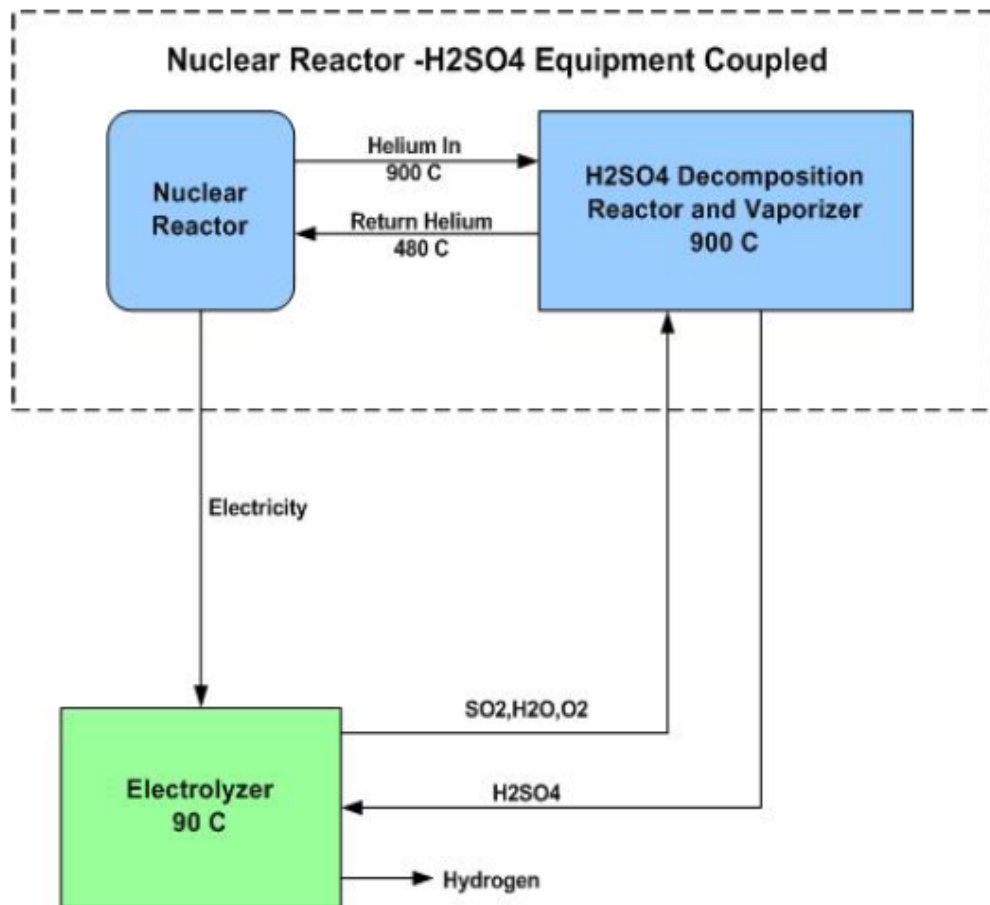 Nuclear Reactor -H2SO4 Equipment Coupled
Nuclear
Reactor
Helium In
900 C
Return Helium
480 C
H2SO4 Decomposition
Reactor and Vaporizer
900 C
Electricity
SO2,H2O,O2
Electrolyzer
90 C
H2SO4
Hydrogen